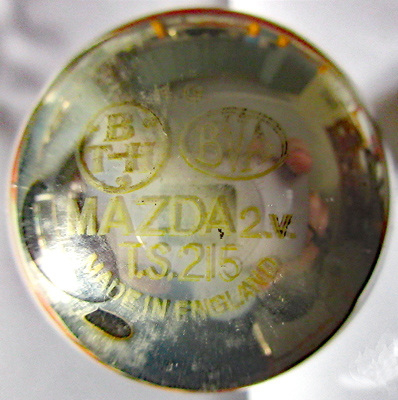 B
T-H
BVA
MAZDA 2.V.
T.S.215
MADE IN ENGLAND